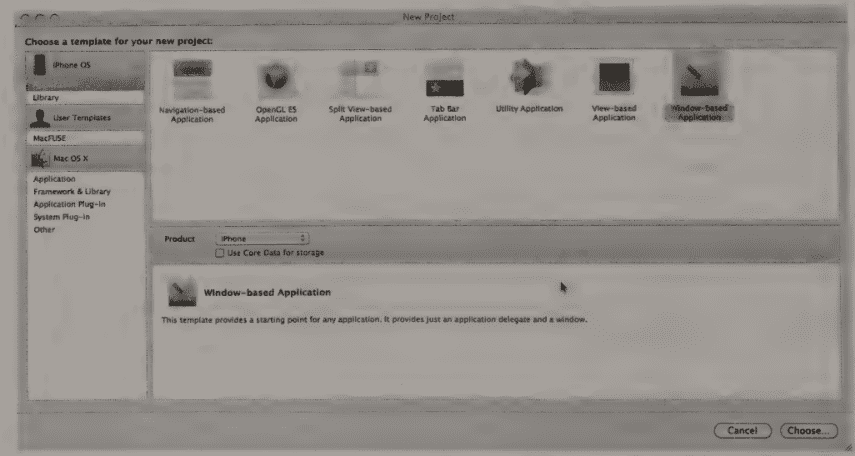 New Project
Choose a template for your new project:
iPhone OS
Library
User Templates
MacFUSE
Mac OS X
Application
Framework & Library
Application Plug-in
System Plug-in
Other
Navigation-based
Application
OpenGL ES
Application
Split View-based
Application
Tab Bar
Application
Utility Application
View-based
Application
Window-based
Application
Product
iPhone
Use Core Data for storage
Window-based Application
This template provides a starting point for any application. It provides just an application delegate and a window.
Cancel
Choose...